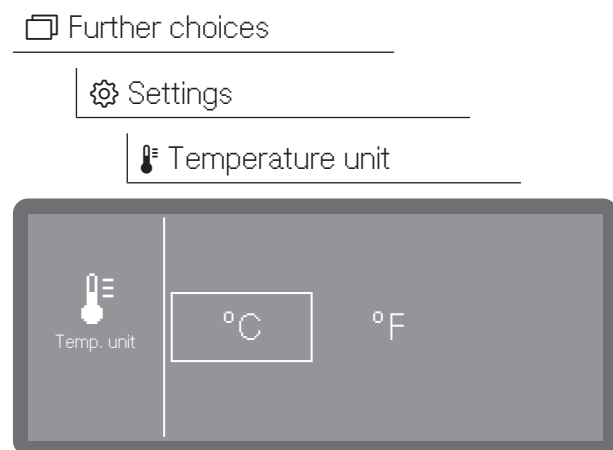 Further choices
Settings
Temperature unit
Temp. unit
°C °F